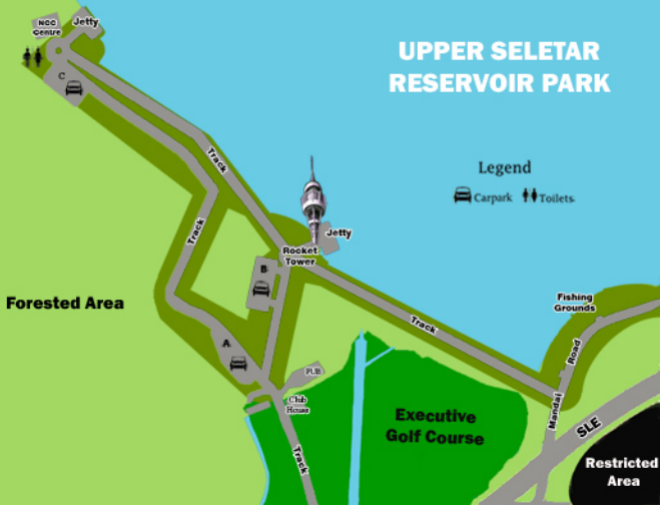 NCC
Centre
Jetty
UPPER SELETAR
RESERVOIR PARK
C
Track
Legend
Carpark
Toilets
Track
Jetty
Rocket
Tower
B
Forested Area
Fishing
Grounds
Track
A
Road
PUB
Club
House
Mandai
Executive
Golf Course
SLE
Track
Restricted
Area